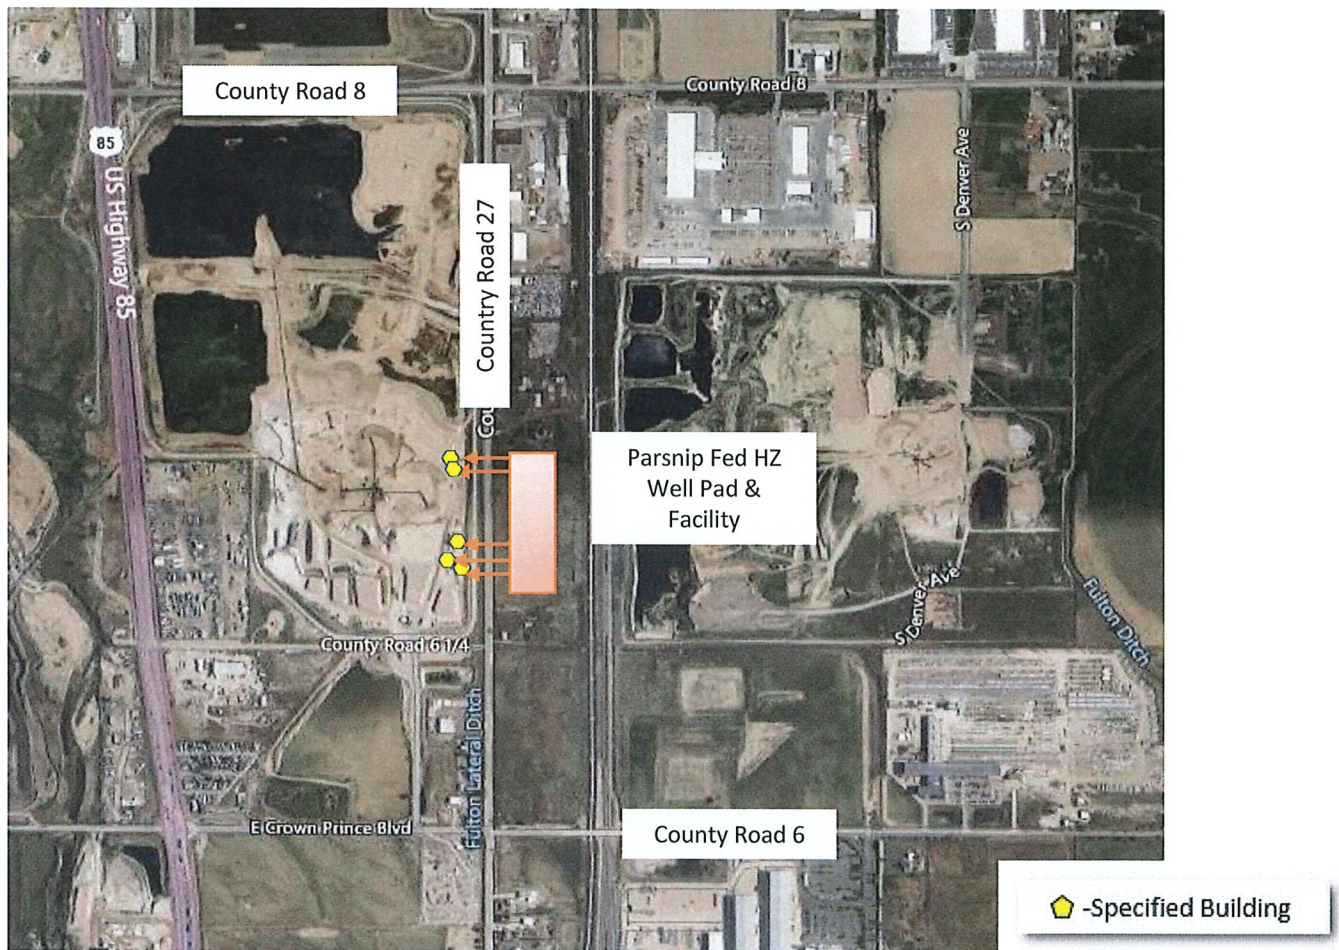 County Road 8
County Road 8
85
US Highway 85
Country Road 27
Cou
S Denver Ave
Parsnip Fed HZ
Well Pad &
Facility
S Denver Ave
Fulton Ditch
County Road 6 1/4
Fulton Lateral Ditch
E Crown Prince Blvd
County Road 6
-Specified Building